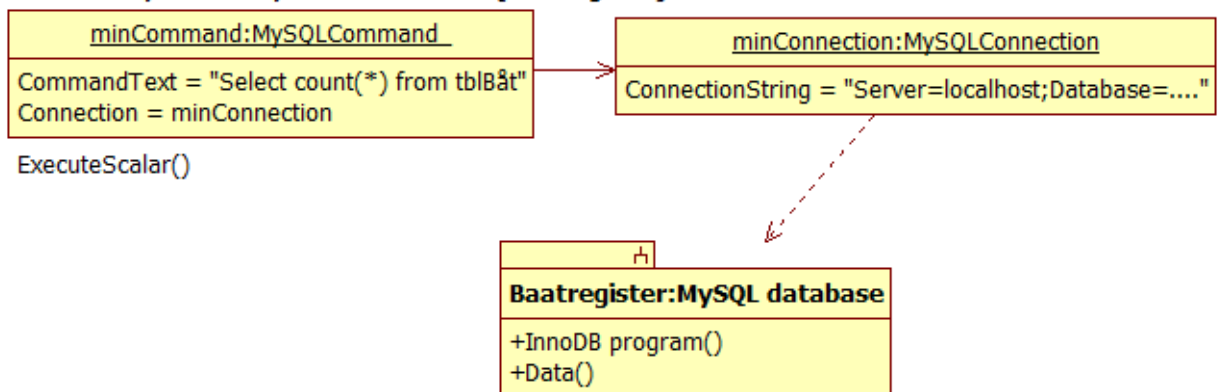 minCommand:MySQLCommand
CommandText = "Select count(*) from tblBåt"
Connection = minConnection
ExecuteScalar()
minConnection:MySQLConnection
ConnectionString = "Server=localhost;Database=...."
Baatregister:MySQL database
+InnoDB program()
+Data()